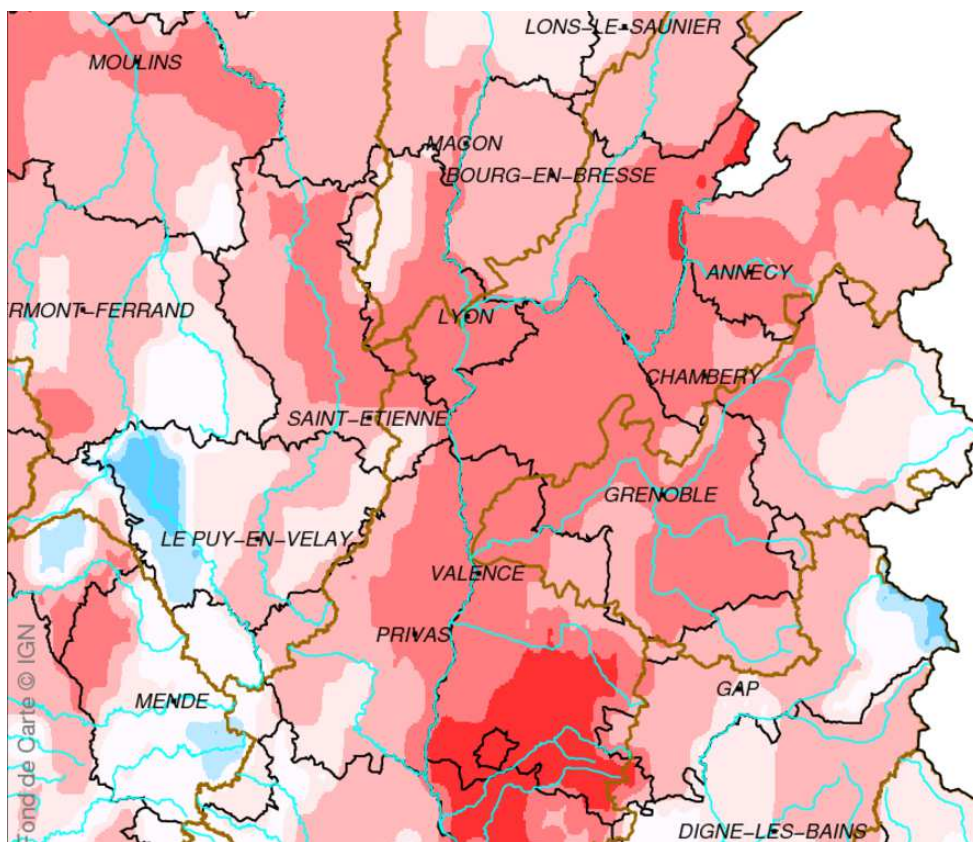 LONS-LE-SAUNIER
MOULINS
MACON
BOURG-EN-BRESSE
ANNECY
ERMONT-FERRAND
LYON
CHAMBERY
SAINT-ETIENNE
GRENOBLE
LE PUY-EN-VELAY
VALENCE
PRIVAS
GAP
MENDE
DIGNE-LES-BAINS
Fond de Carte © IGN